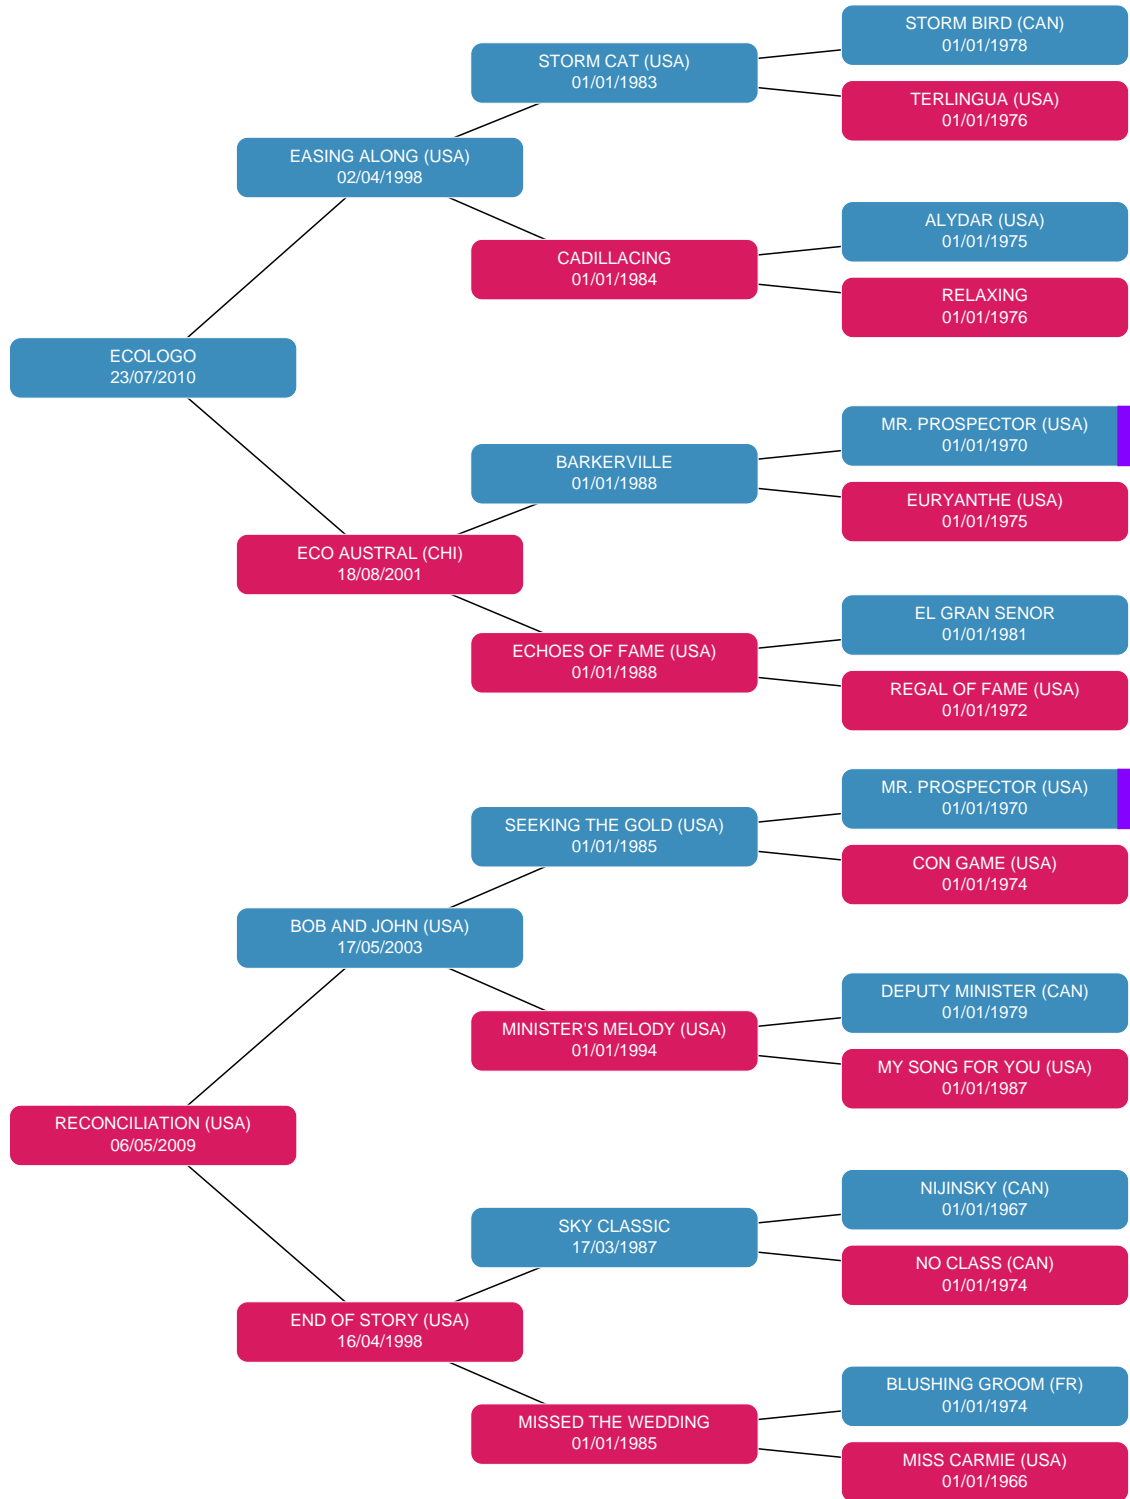 STORM BIRD (CAN)
01/01/1978
STORM CAT (USA)
01/01/1983
TERLINGUA (USA)
01/01/1976
EASING ALONG (USA)
02/04/1998
ALYDAR (USA)
01/01/1975
CADILLACING
01/01/1984
RELAXING
01/01/1976
ECOLOGO
23/07/2010
MR. PROSPECTOR (USA)
01/01/1970
BARKERVILLE
01/01/1988
EURYANTHE (USA)
01/01/1975
ECO AUSTRAL (CHI)
18/08/2001
EL GRAN SENOR
01/01/1981
ECHOES OF FAME (USA)
01/01/1988
REGAL OF FAME (USA)
01/01/1972
MR. PROSPECTOR (USA)
01/01/1970
SEEKING THE GOLD (USA)
01/01/1985
CON GAME (USA)
01/01/1974
BOB AND JOHN (USA)
17/05/2003
DEPUTY MINISTER (CAN)
01/01/1979
MINISTER'S MELODY (USA)
01/01/1994
MY SONG FOR YOU (USA)
01/01/1987
RECONCILIATION (USA)
06/05/2009
NIJINSKY (CAN)
01/01/1967
SKY CLASSIC
17/03/1987
NO CLASS (CAN)
01/01/1974
END OF STORY (USA)
16/04/1998
BLUSHING GROOM (FR)
01/01/1974
MISSED THE WEDDING
01/01/1985
MISS CARMIE (USA)
01/01/1966